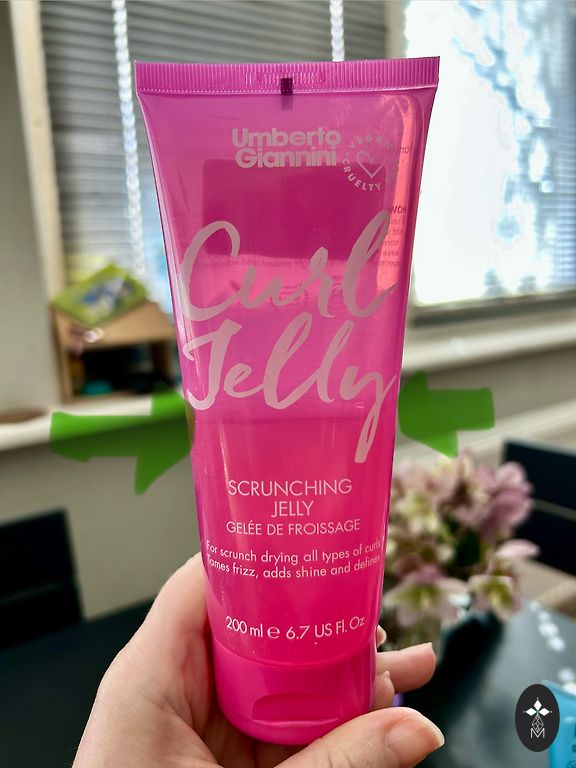 Umberto
Giannini
VEGAN
CRUELTY
Curl
Jelly
SCRUNCHING
JELLY
GELÉE DE FROISSAGE
For scrunch drying all types of curls
Tames frizz, adds shine and defines
200 ml e 6.7 US Fl. Oz